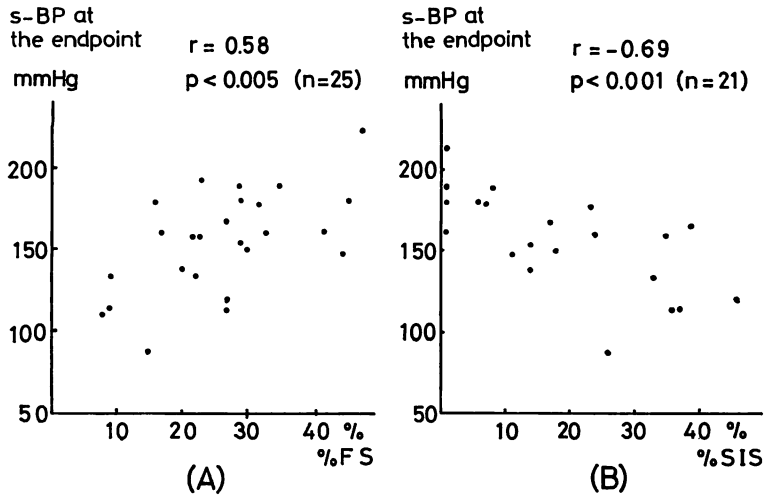 s-BP at
the endpoint
r = 0.58
mmHg
p < 0.005 (n=25)
200
150
100
50
10 20 30 40 %
%FS
(A)
s-BP at
the endpoint
r = -0.69
mmHg
p < 0.001 (n=21)
200
150
100
50
10 20 30 40 %
%SIS
(B)